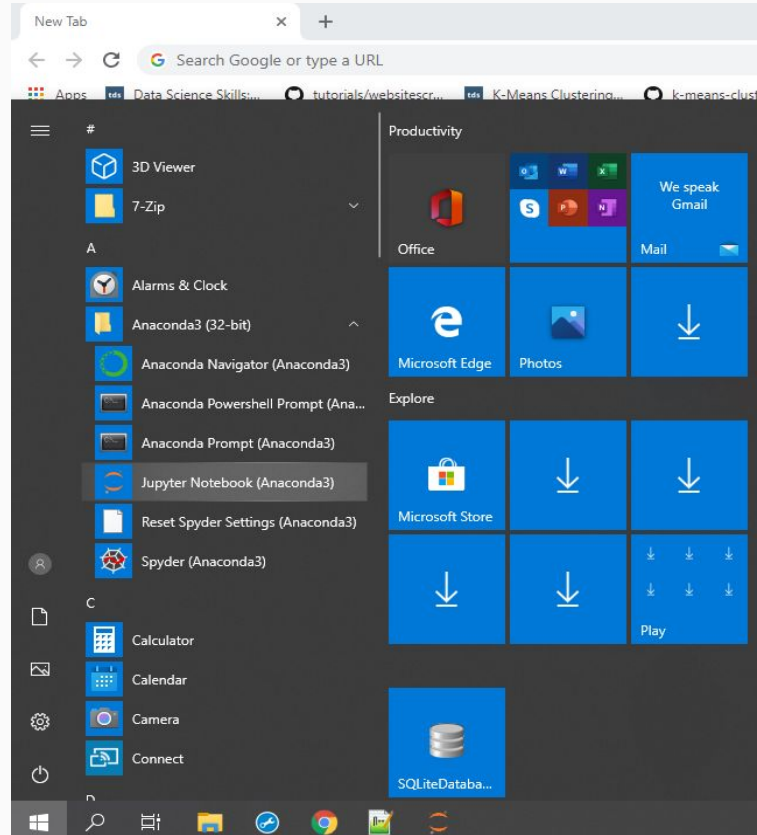 New Tab
Search Google or type a URL
Apps
tds Data Science Skills:...
tutorials/websitescr...
tds K-Means Clustering...
k-means-clust
#
3D Viewer
7-Zip
A
Alarms & Clock
Anaconda3 (32-bit)
Anaconda Navigator (Anaconda3)
Anaconda Powershell Prompt (Ana...
Anaconda Prompt (Anaconda3)
Jupyter Notebook (Anaconda3)
Reset Spyder Settings (Anaconda3)
Spyder (Anaconda3)
C
Calculator
Calendar
Camera
Connect
D
Productivity
Office
We speak
Gmail
Mail
Microsoft Edge
Photos
Explore
Microsoft Store
Play
SQLiteDataba...